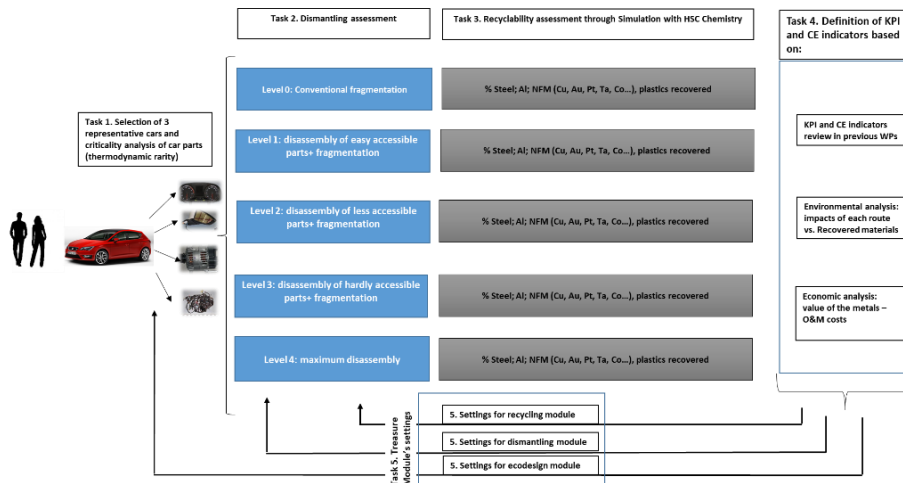 Task 2. Dismantling assessment
Task 3. Recyclability assessment through Simulation with HSC Chemistry
Task 4. Definition of KPI
and CE indicators based
on:
Task 1. Selection of 3
representative cars and
criticality analysis of car parts
(thermodynamic rarity)
Level 0: Conventional fragmentation
% Steel; Al; NFM (Cu, Au, Pt, Ta, Co...), plastics recovered
Level 1: disassembly of easy accessible
parts+ fragmentation
% Steel; Al; NFM (Cu, Au, Pt, Ta, Co...), plastics recovered
Level 2: disassembly of less accessible
parts+ fragmentation
% Steel; Al; NFM (Cu, Au, Pt, Ta, Co...), plastics recovered
Level 3: disassembly of hardly accessible
parts+ fragmentation
% Steel; Al; NFM (Cu, Au, Pt, Ta, Co...), plastics recovered
Level 4: maximum disassembly
% Steel; Al; NFM (Cu, Au, Pt, Ta, Co...), plastics recovered
KPI and CE indicators
review in previous WPs
Environmental analysis:
impacts of each route
vs. Recovered materials
Economic analysis:
value of the metals –
O&M costs
Task 5. Treasure
Module's settings
5. Settings for recycling module
5. Settings for dismantling module
5. Settings for ecodesign module